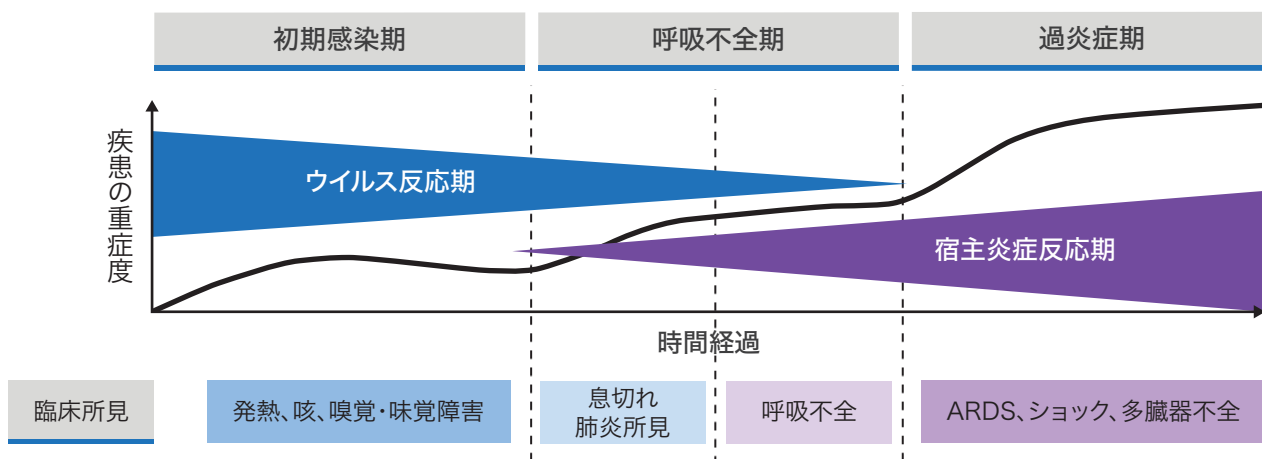 初期感染期
呼吸不全期
過炎症期
疾患の重症度
ウイルス反応期
宿主炎症反応期
時間経過
臨床所見
発熱、咳、嗅覚・味覚障害
息切れ
肺炎所見
呼吸不全
ARDS、ショック、多臓器不全